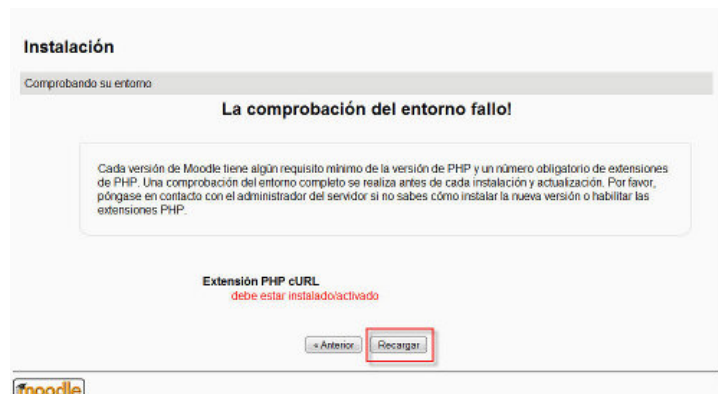 Instalación
Comprobando su entorno
La comprobación del entorno fallo!
Cada versión de Moodle tiene algún requisito mínimo de la versión de PHP y un número obligatorio de extensiones
de PHP. Una comprobación del entorno completo se realiza antes de cada instalación y actualización. Por favor,
póngase en contacto con el administrador del servidor si no sabes cómo instalar la nueva versión o habilitar las
extensiones PHP.
Extensión PHP cURL
debe estar instalado/activado
« Anterior
Recargar
moodle